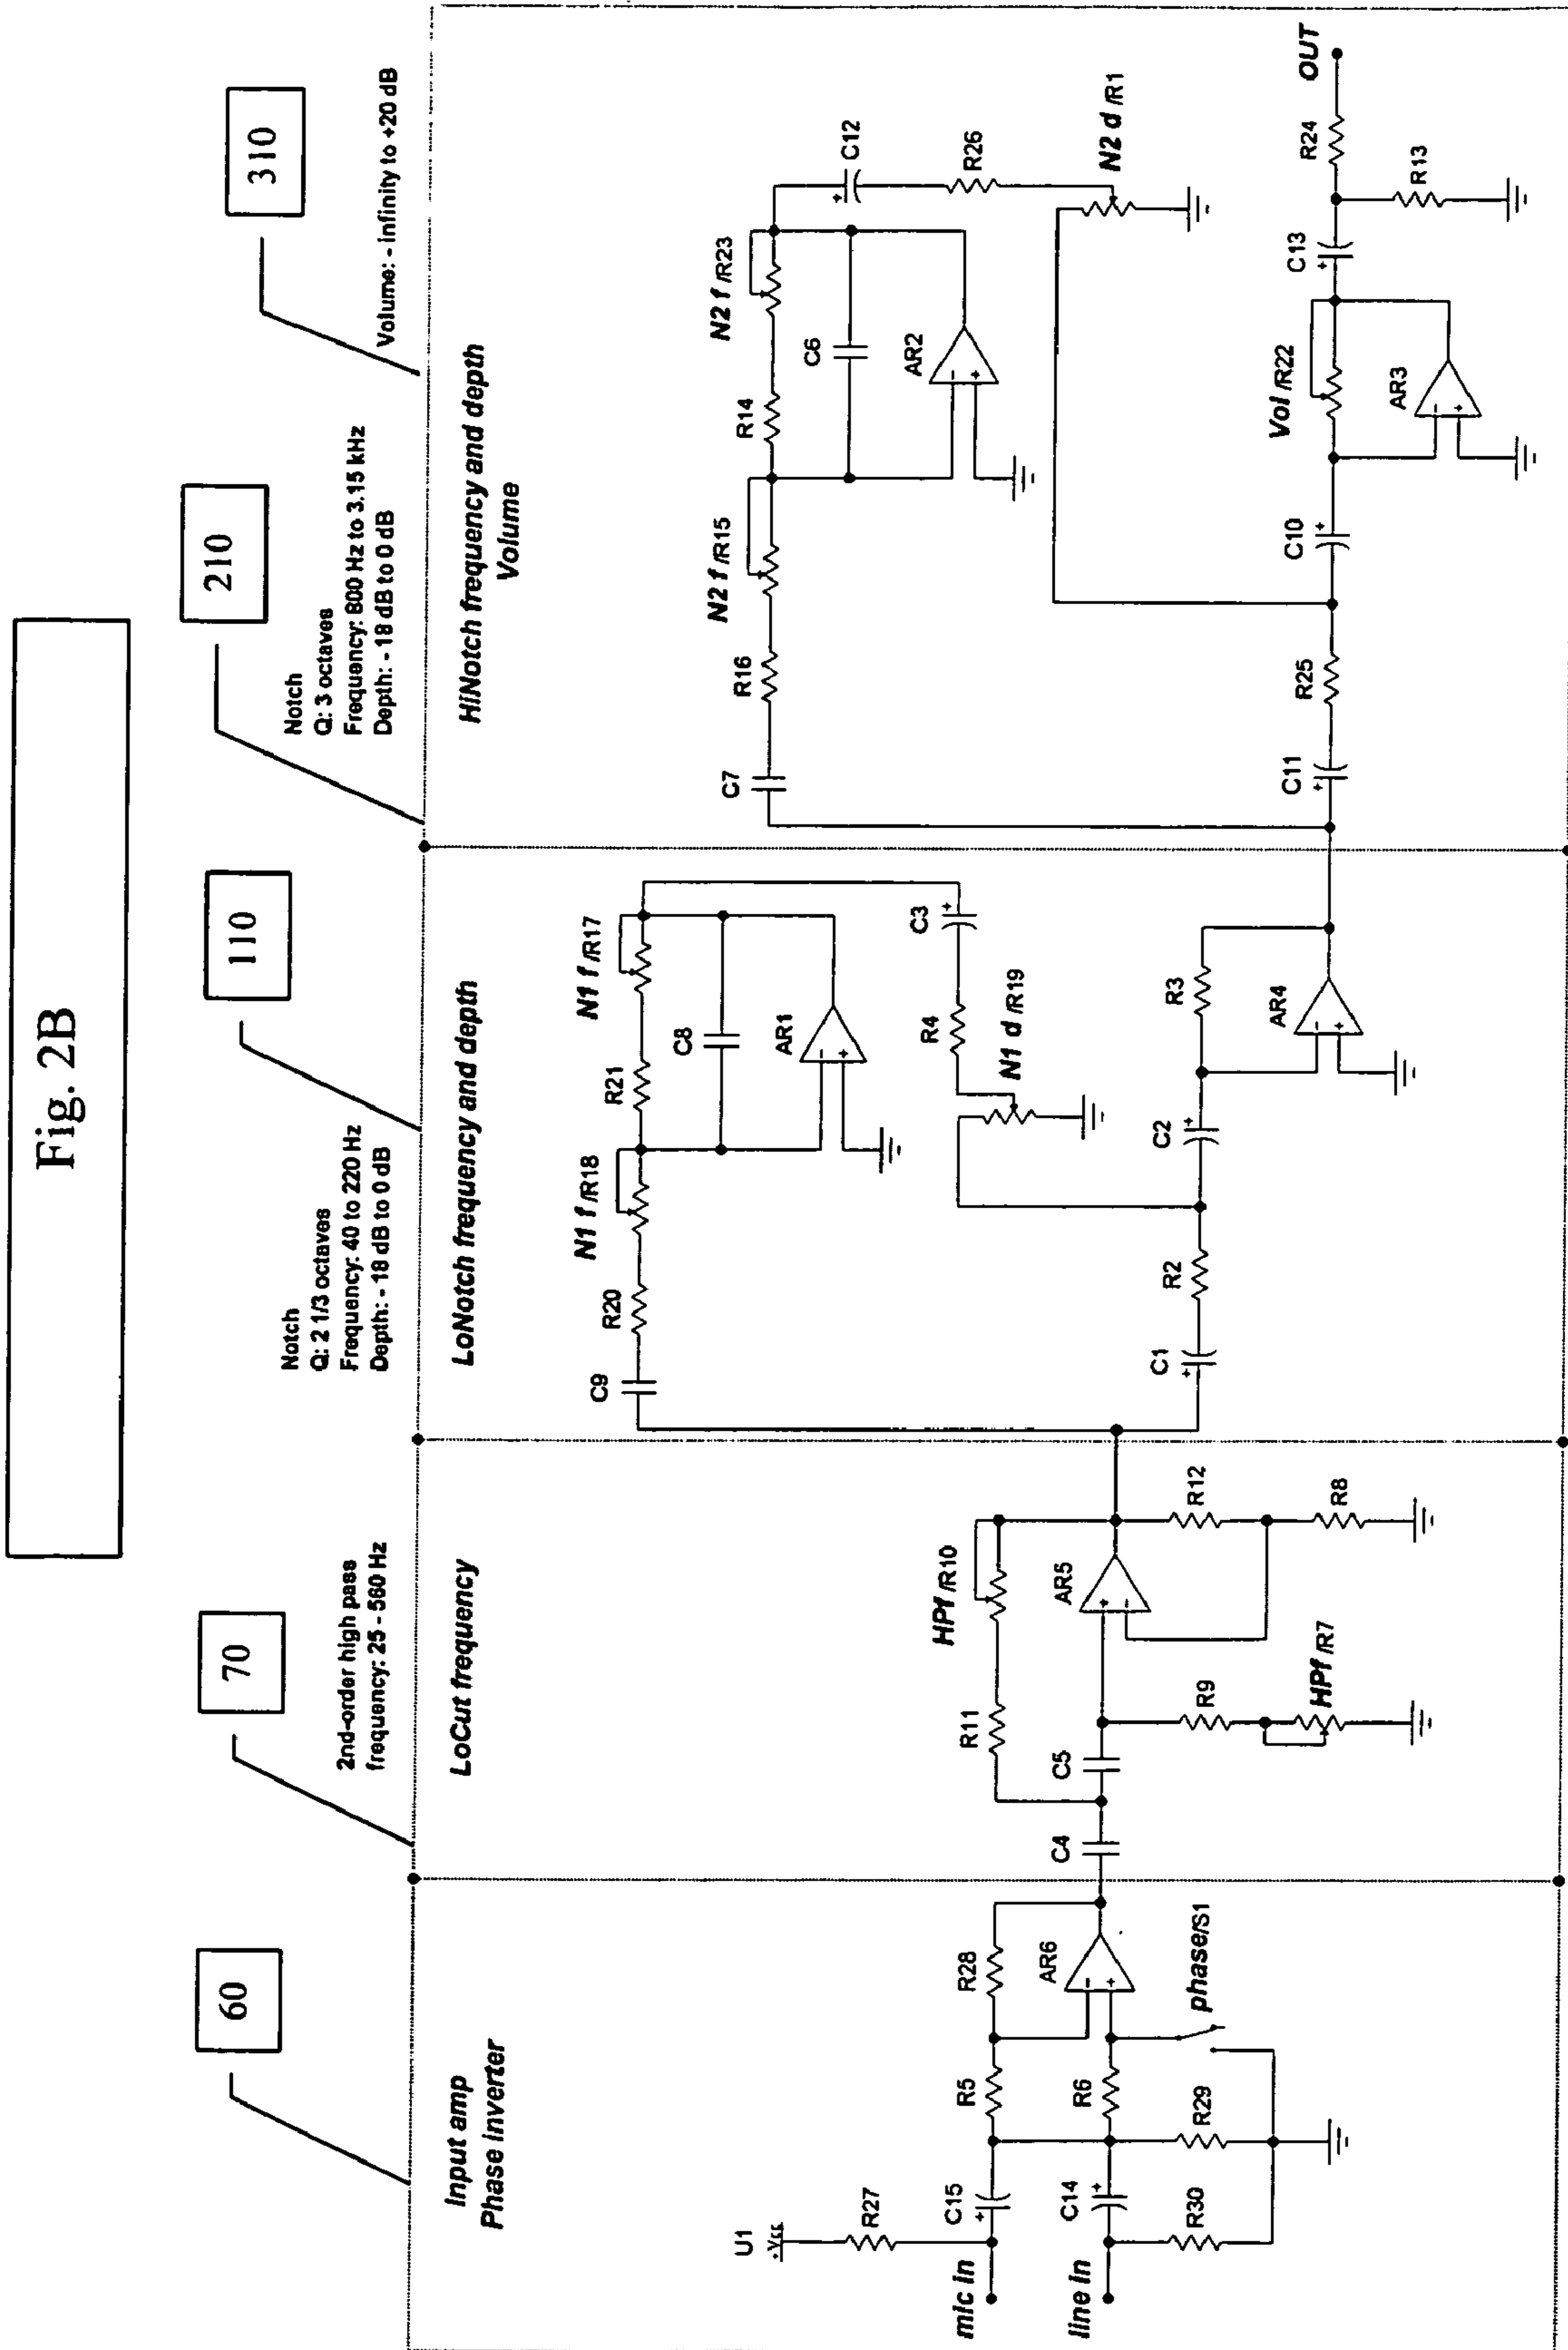 Fig. 2B
60
70
110
210
310
2nd-order high pass
frequency: 25 - 560 Hz
Notch
Q: 2 1/3 octaves
Frequency: 40 to 220 Hz
Depth: - 18 dB to 0 dB
Notch
Q: 3 octaves
Frequency: 800 Hz to 3.15 kHz
Depth: - 18 dB to 0 dB
Volume: - infinity to +20 dB
Input amp
Phase inverter
LoCut frequency
LoNotch frequency and depth
HiNotch frequency and depth
Volume
U1
+Vcc
R27
mic in
C15
R5
R28
AR6
- +
line in
C14
R6
R30
R29
phase/S1
C4
C5
R11
HPf/R10
AR5
+ -
R9
HPf/R7
R12
R8
C9
R20
N1 f/R18
R21
N1 f/R17
C8
AR1
- +
C3
R4
N1 d/R19
C1 +
R2
C2 +
R3
AR4
- +
C7
R16
N2 f/R15
R14
N2 f/R23
C6
AR2
- +
C12 +
R26
N2 d/R1
C11 +
R25
C10 +
Vol/R22
AR3
- +
C13 +
R13
R24
OUT